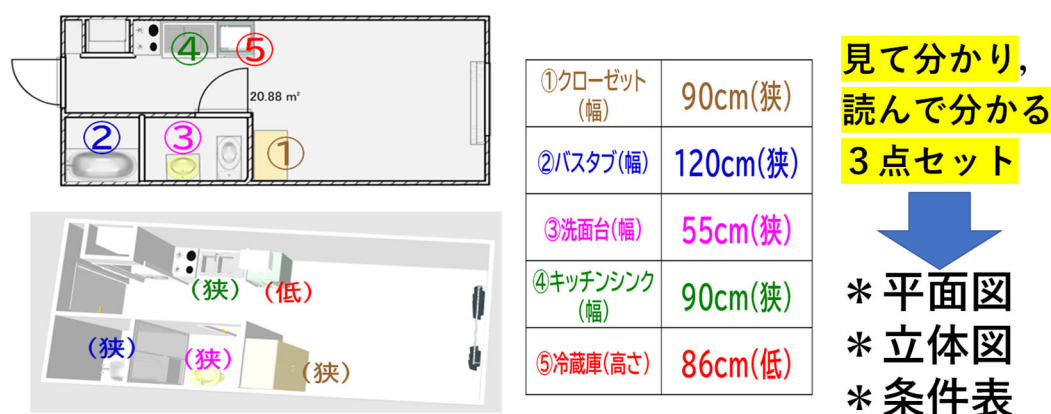 ④
⑤
20.88 m²
②
③
①
(狭)
(低)
(狭)
(狭)
(狭)
①クローゼット
(幅)
90cm(狭)
②バスタブ(幅)
120cm(狭)
③洗面台(幅)
55cm(狭)
④キッチンシンク
(幅)
90cm(狭)
⑤冷蔵庫(高さ)
86cm(低)
見て分かり,
読んで分かる
３点セット
＊平面図
＊立体図
＊条件表